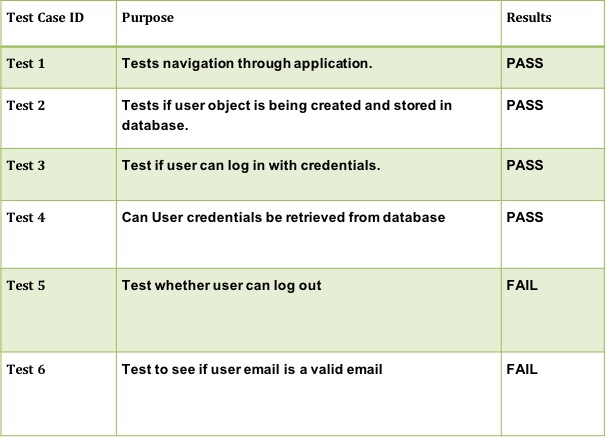 Test Case ID Purpose Results
Test 1 Tests navigation through application. PASS
Test 2 Tests if user object is being created and stored in PASS
database.
Test 3 Test if user can log in with credentials. PASS
Test 4 Can User credentials be retrieved from database PASS
Test 5 Test whether user can log out FAIL
Test 6 Test to see if user email is a valid email FAIL